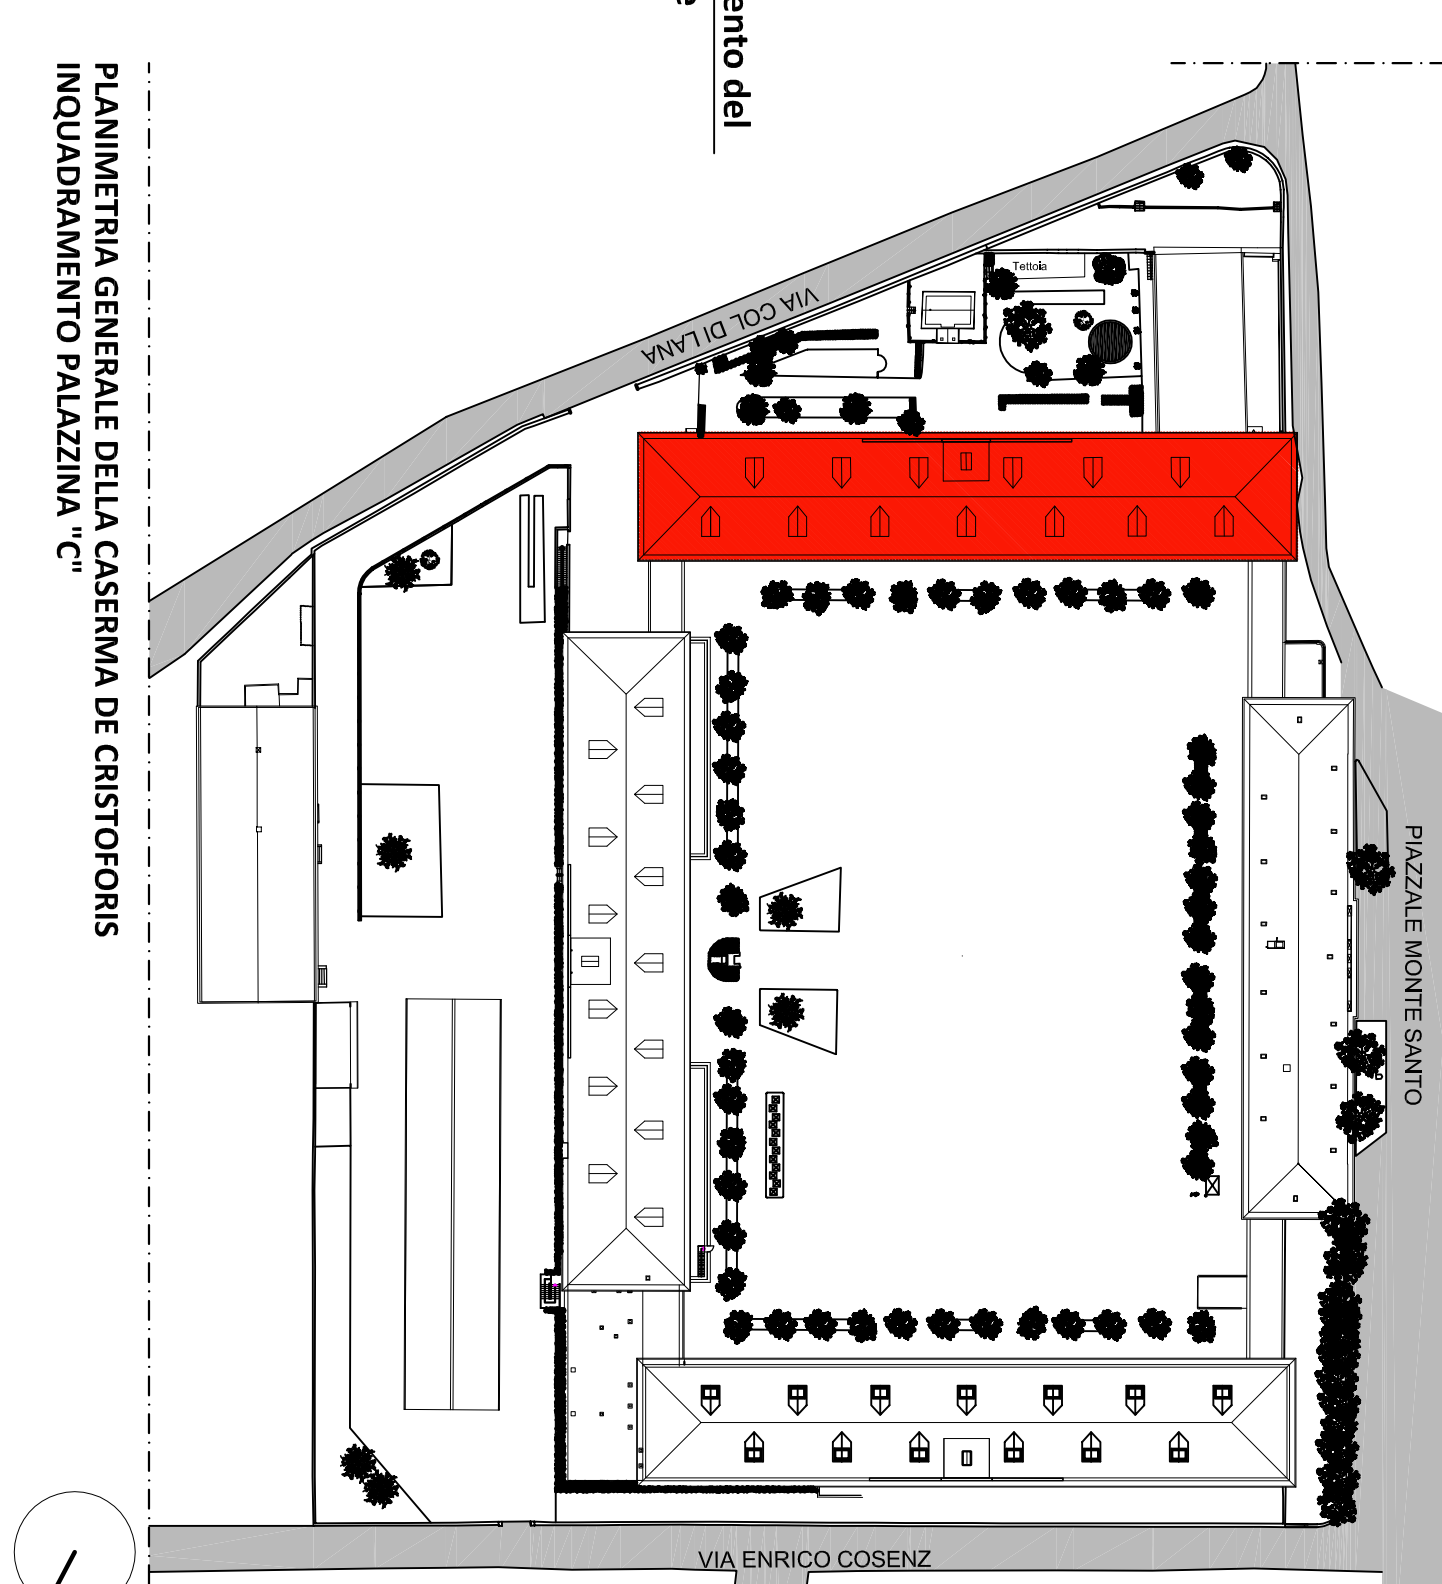 PLANIMETRIA GENERALE DELLA CASERMA DE CRISTOFORIS
INQUADRAMENTO PALAZZINA "C"
ento del
VIA COL DI LANA
Tettoia
PIAZZALE MONTE SANTO
VIA ENRICO COSENZ